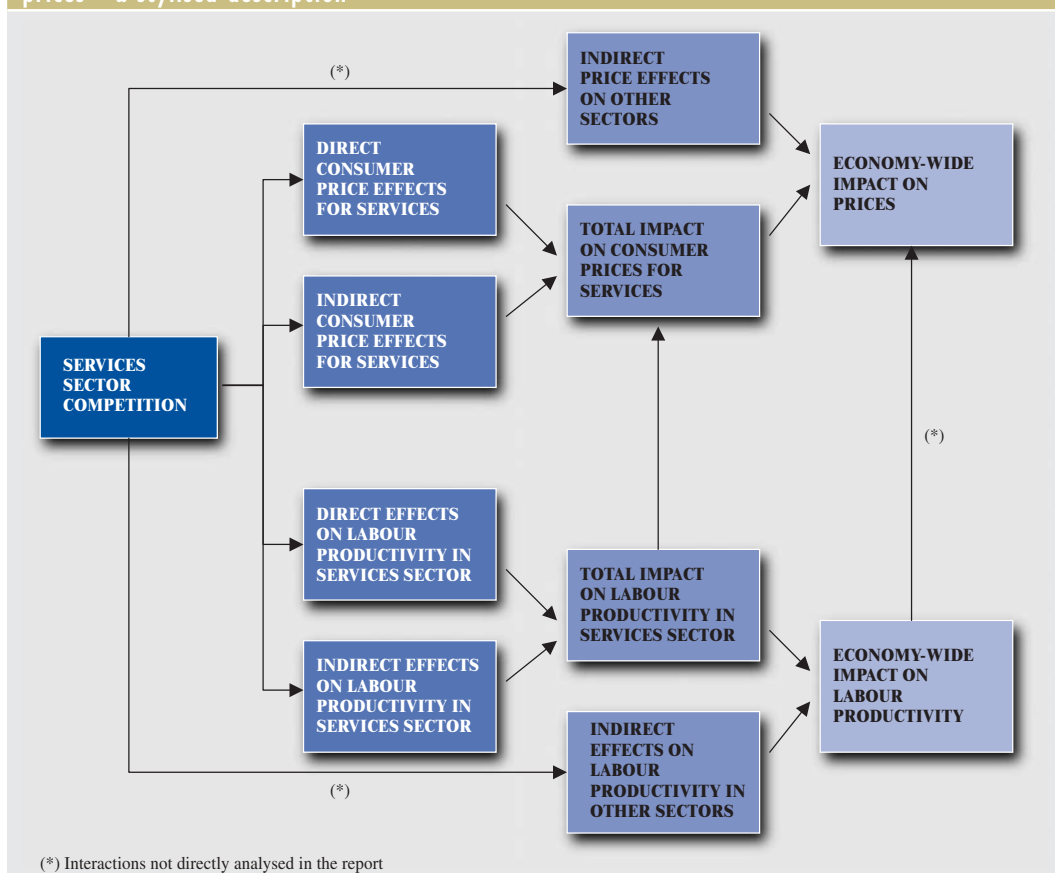 prices – a stylised description
(*)
INDIRECT
PRICE EFFECTS
ON OTHER
SECTORS
DIRECT
CONSUMER
PRICE EFFECTS
FOR SERVICES
ECONOMY-WIDE
IMPACT ON
PRICES
TOTAL IMPACT
ON CONSUMER
PRICES FOR
SERVICES
INDIRECT
CONSUMER
PRICE EFFECTS
FOR SERVICES
SERVICES
SECTOR
COMPETITION
(*)
DIRECT EFFECTS
ON LABOUR
PRODUCTIVITY IN
SERVICES SECTOR
TOTAL IMPACT
ON LABOUR
PRODUCTIVITY IN
SERVICES SECTOR
INDIRECT EFFECTS
ON LABOUR
PRODUCTIVITY IN
SERVICES SECTOR
ECONOMY-WIDE
IMPACT ON
LABOUR
PRODUCTIVITY
INDIRECT
EFFECTS ON
LABOUR
PRODUCTIVITY IN
OTHER SECTORS
(*)
(*) Interactions not directly analysed in the report